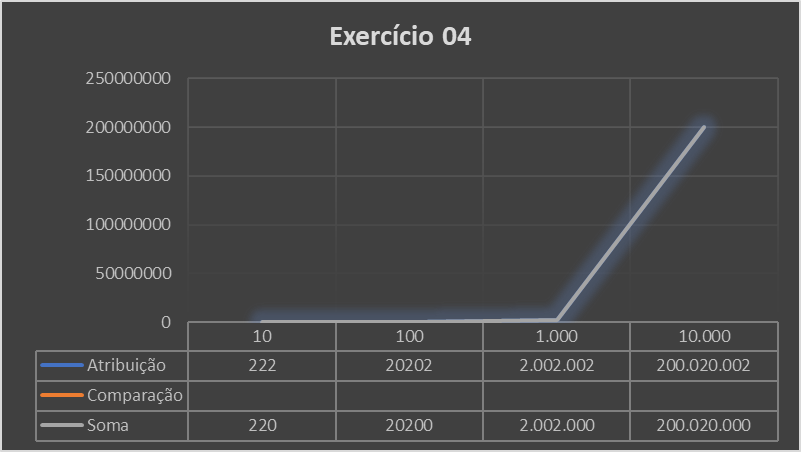 Exercício 04
250000000
200000000
150000000
100000000
50000000
0
10 100 1.000 10.000
Atribuição 222 20202 2.002.002 200.020.002
Comparação
Soma 220 20200 2.002.000 200.020.000